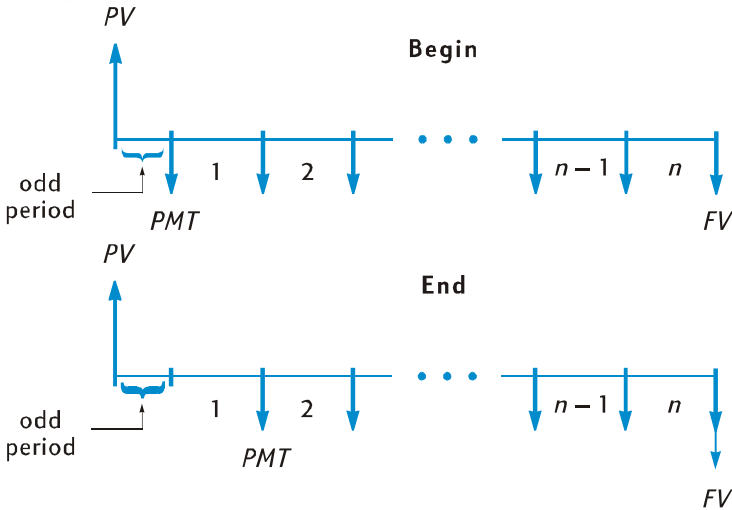 PV
Begin
1 2 n – 1 n
odd
period
PMT FV
PV
End
1 2 n – 1 n
odd
period
PMT
FV